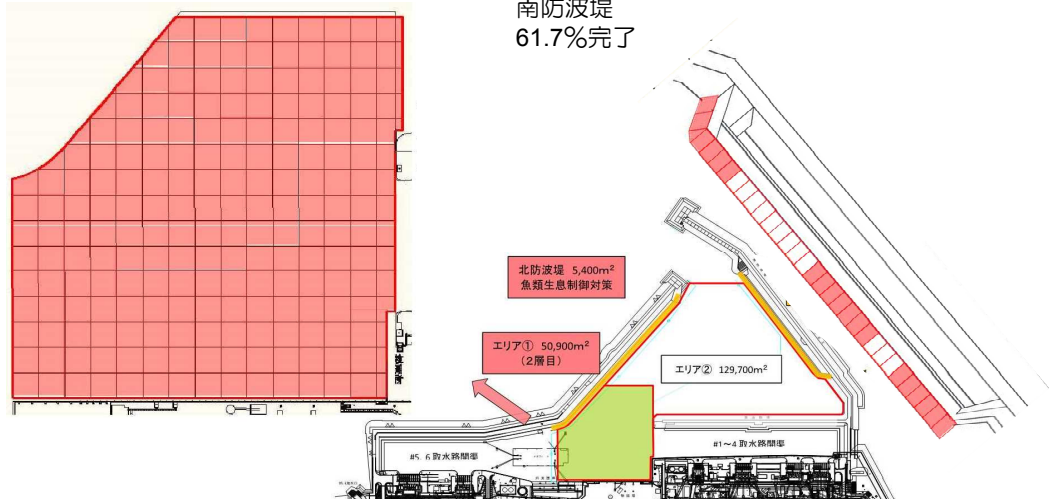 南防波堤
61.7%完了
北防波堤 5,400m²
魚類生息制御対策
エリア① 50,900m²
(2層目)
エリア② 129,700m²
#5、6 取水路開渠
#1～4 取水路開渠